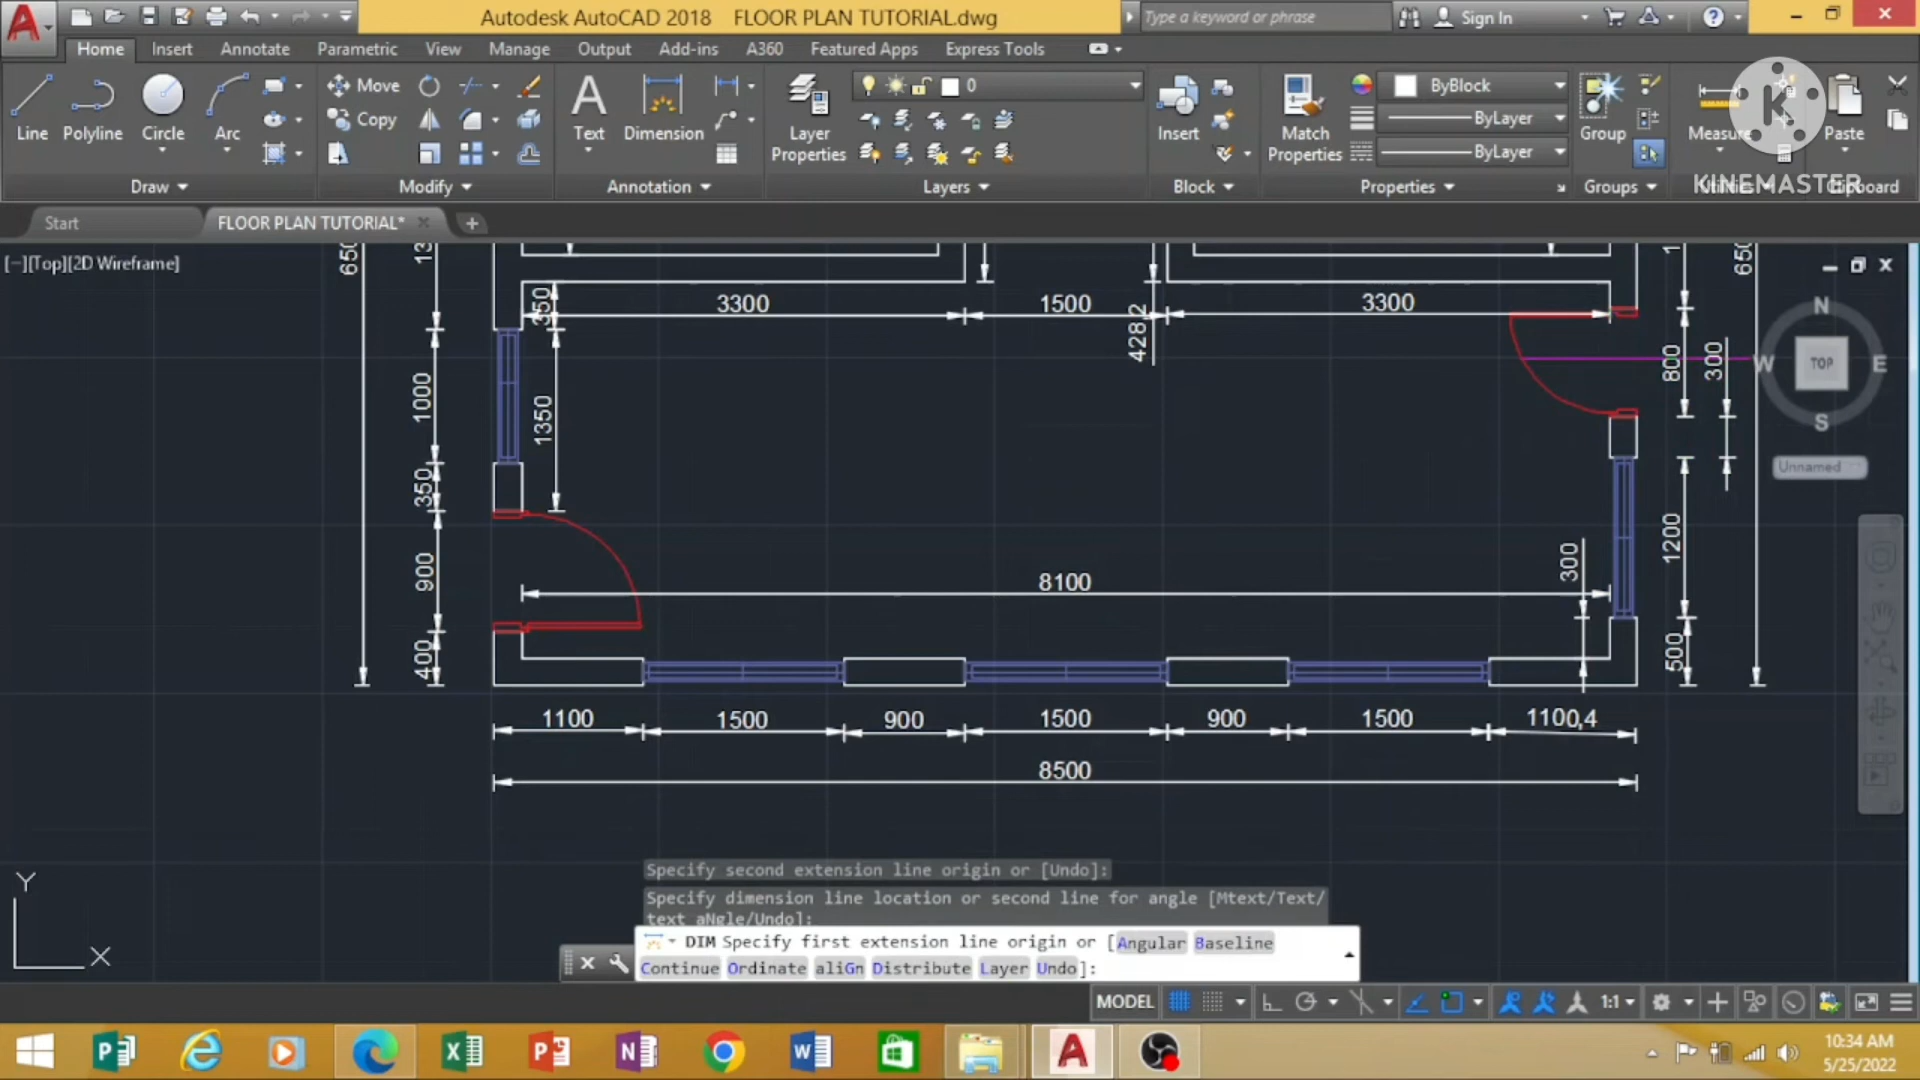 Autodesk AutoCAD 2018 FLOOR PLAN TUTORIAL.dwg
Type a keyword or phrase
Sign In
Home Insert Annotate Parametric View Manage Output Add-ins A360 Featured Apps Express Tools
Line Polyline Circle Arc
Move
Copy
Text Dimension
Layer Properties
0
Insert
Match Properties
ByBlock
ByLayer
ByLayer
Group
Measure
Paste
K
KINEMASTER
Draw Modify Annotation Layers Block Properties Groups Utilities Clipboard
Start FLOOR PLAN TUTORIAL*
[−][Top][2D Wireframe]
N
W TOP E
S
Unnamed
650
650
350 3300 1500 3300
428,2
800 300
1000
1350
350
900
400
8100
300
1200
500
1100 1500 900 1500 900 1500 1100,4
8500
Y
X
Specify second extension line origin or [Undo]:
Specify dimension line location or second line for angle [Mtext/Text/
text aNgle/Undo]:
DIM Specify first extension line origin or [Angular Baseline
Continue Ordinate aliGn Distribute Layer Undo]:
MODEL 1:1
10:34 AM
5/25/2022